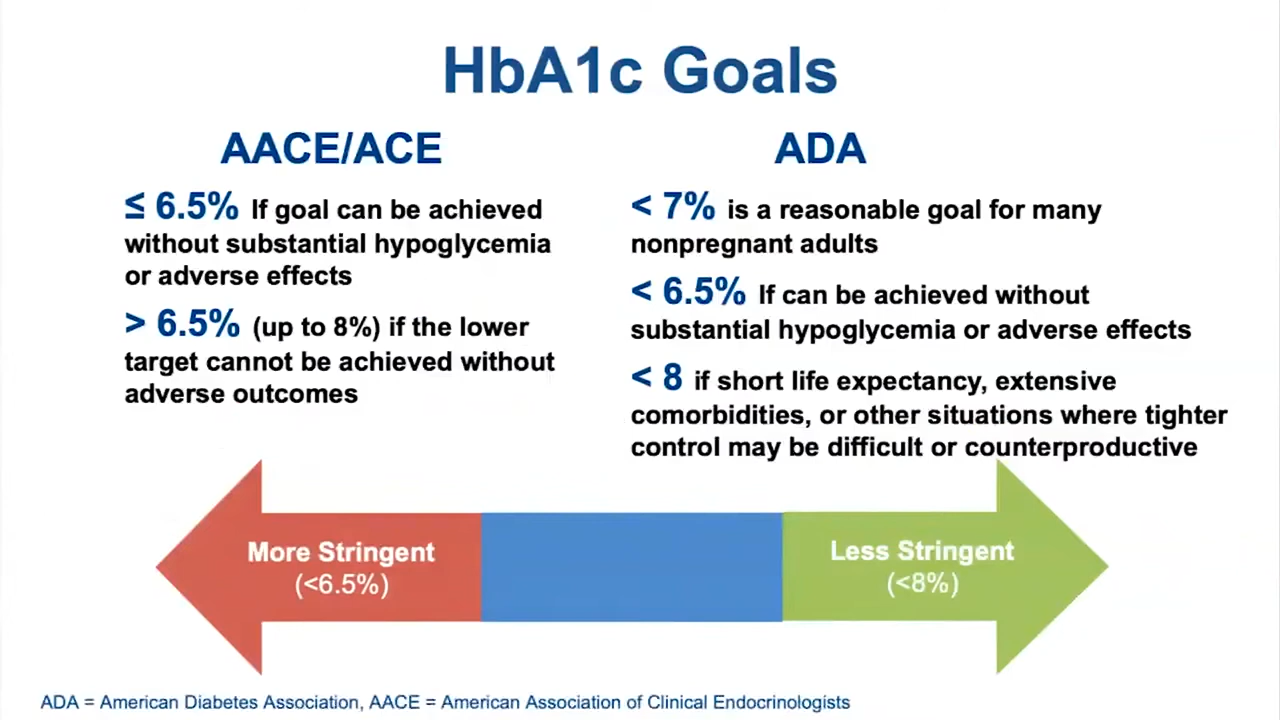 HbA1c Goals
AACE/ACE
≤ 6.5% If goal can be achieved
without substantial hypoglycemia
or adverse effects
> 6.5% (up to 8%) if the lower
target cannot be achieved without
adverse outcomes
ADA
< 7% is a reasonable goal for many
nonpregnant adults
< 6.5% If can be achieved without
substantial hypoglycemia or adverse effects
< 8 if short life expectancy, extensive
comorbidities, or other situations where tighter
control may be difficult or counterproductive
More Stringent
(<6.5%)
Less Stringent
(<8%)
ADA = American Diabetes Association, AACE = American Association of Clinical Endocrinologists